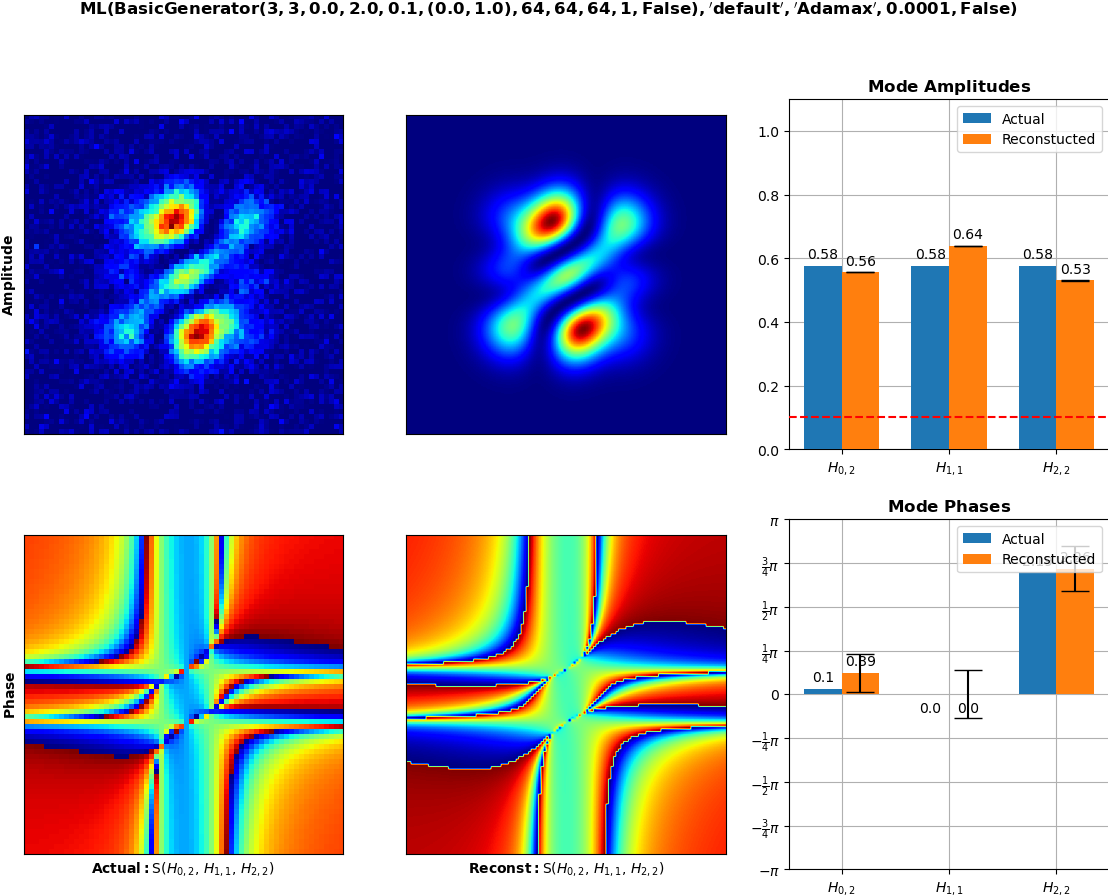 ML(BasicGenerator(3, 3, 0.0, 2.0, 0.1, (0.0, 1.0), 64, 64, 64, 1, False), ′default′, ′Adamax′, 0.0001, False)
Amplitude
Mode Amplitudes
Actual
Reconstucted
1.0
0.8
0.6
0.4
0.2
0.0
0.58
0.56
0.58
0.64
0.58
0.53
H0,2
H1,1
H2,2
Phase
Actual: S(H0,2, H1,1, H2,2)
Reconst: S(H0,2, H1,1, H2,2)
Mode Phases
Actual
Reconstucted
π
3/4π
1/2π
1/4π
0
−1/4π
−1/2π
−3/4π
−π
0.1
0.39
0.0
0.0
H0,2
H1,1
H2,2